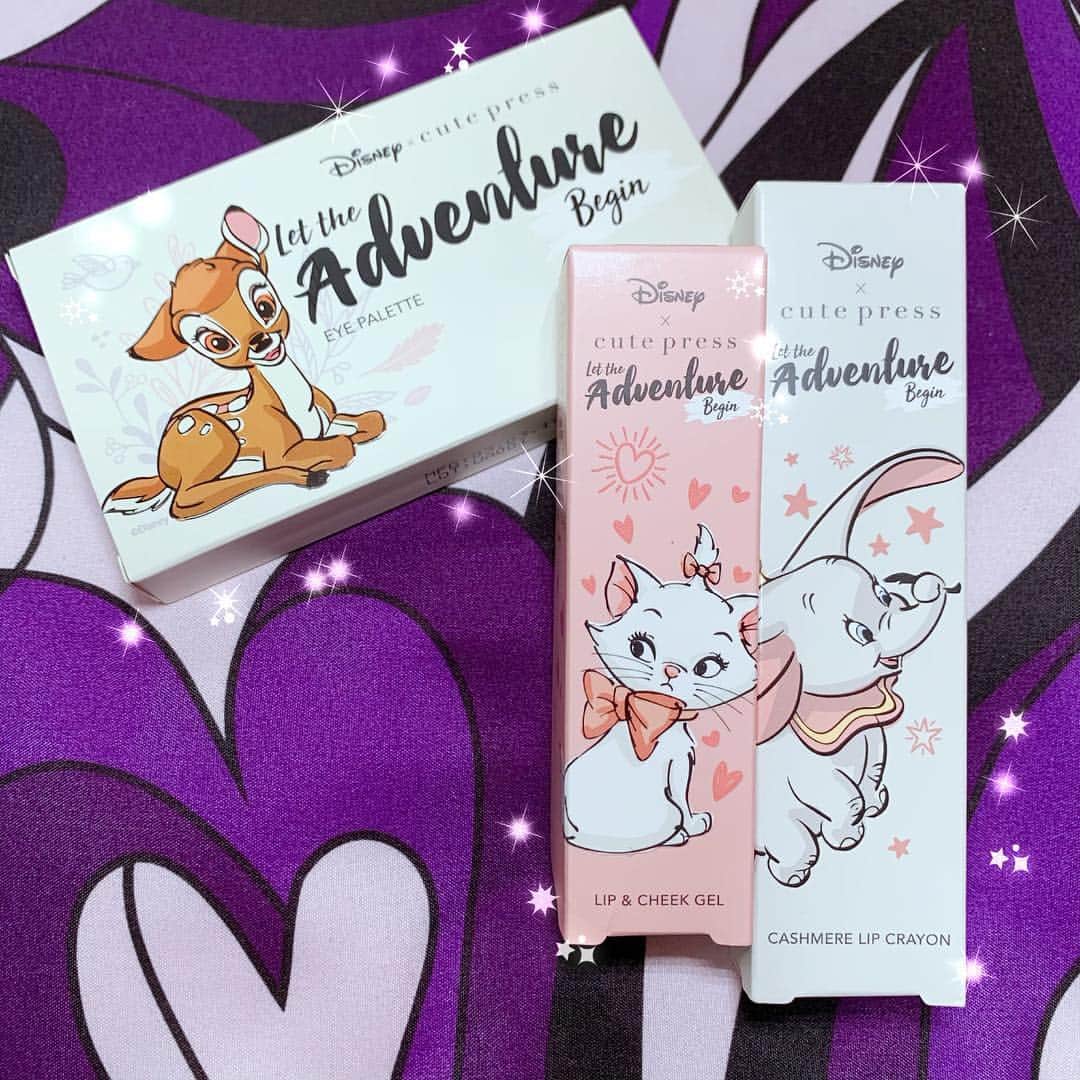 Disney × cute press
Let the
Adventure
Begin
EYE PALETTE
©Disney
Disney
×
cute press
Let the
Adventure
Begin
LIP & CHEEK GEL
Disney
×
cute press
Let the
Adventure
Begin
CASHMERE LIP CRAYON